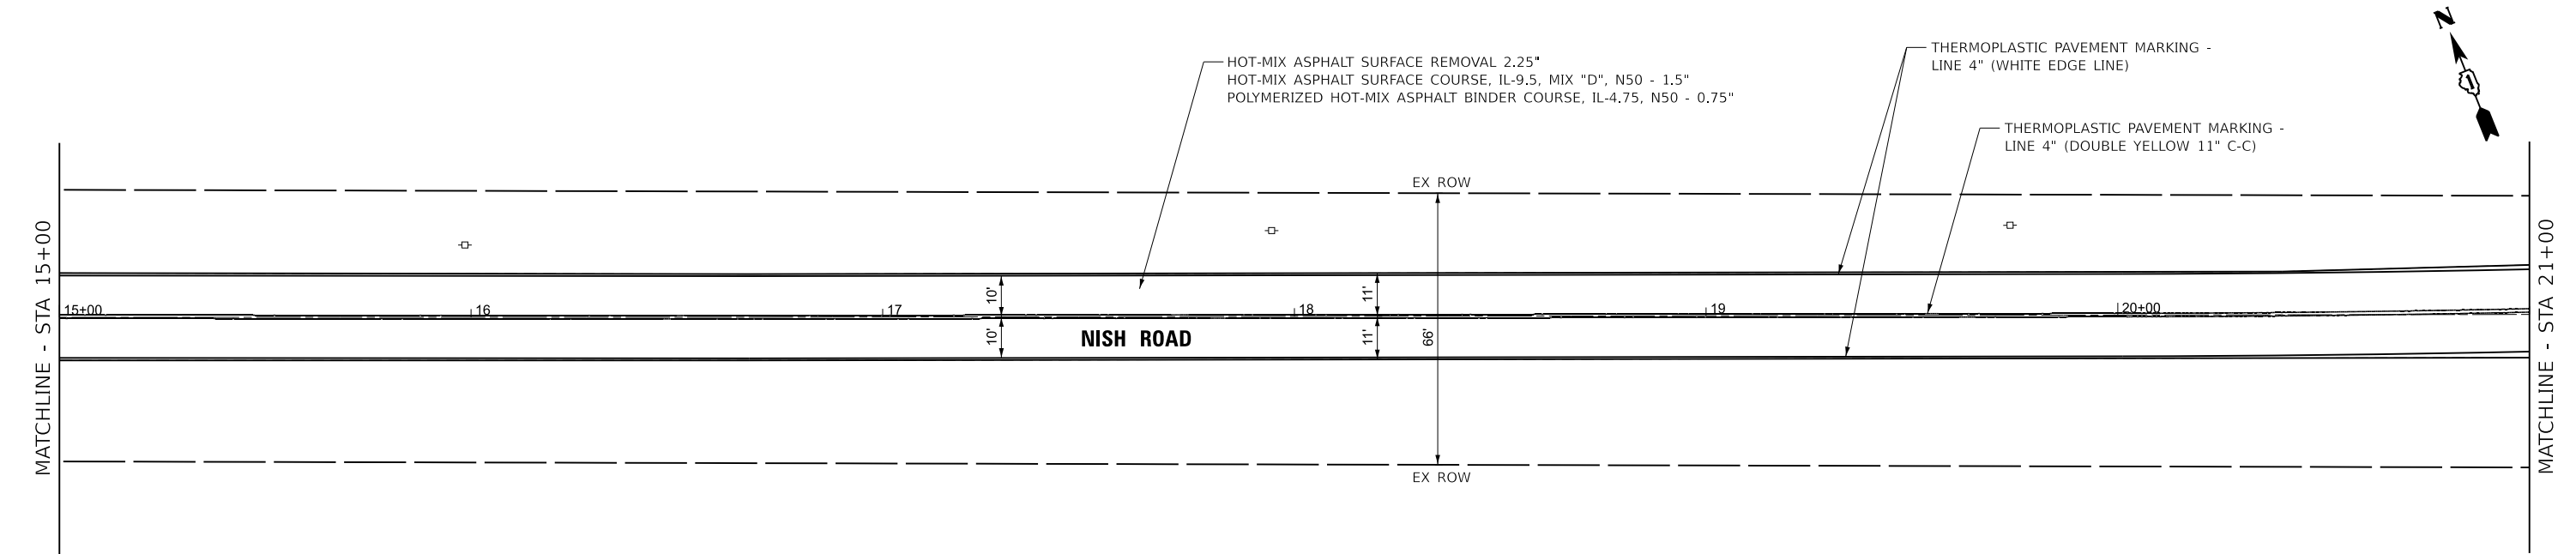 N
HOT-MIX ASPHALT SURFACE REMOVAL 2.25"
HOT-MIX ASPHALT SURFACE COURSE, IL-9.5, MIX "D", N50 - 1.5"
POLYMERIZED HOT-MIX ASPHALT BINDER COURSE, IL-4.75, N50 - 0.75"
THERMOPLASTIC PAVEMENT MARKING -
LINE 4" (WHITE EDGE LINE)
THERMOPLASTIC PAVEMENT MARKING -
LINE 4" (DOUBLE YELLOW 11" C-C)
EX ROW
MATCHLINE - STA 15+00
15+00
16
17
18
19
20+00
10'
10'
11'
11'
66'
NISH ROAD
EX ROW
MATCHLINE - STA 21+00